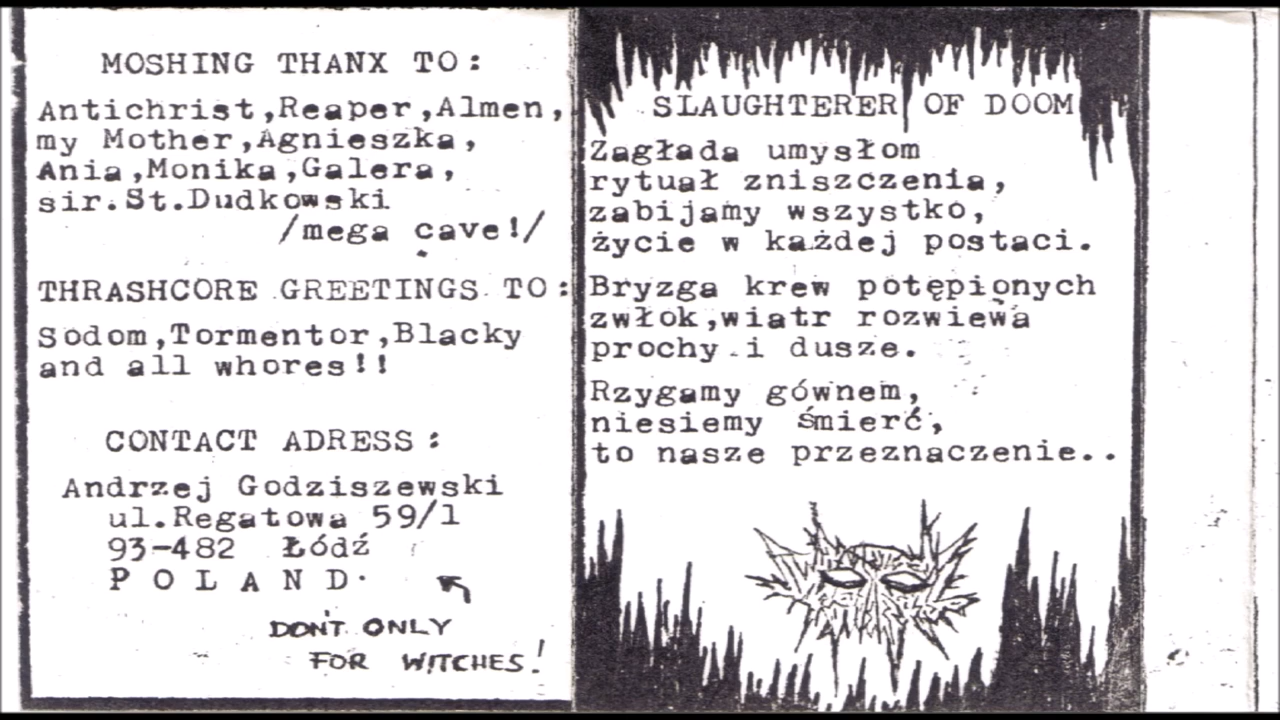 MOSHING THANX TO:
Antichrist,Reaper,Almen,
my Mother,Agnieszka,
Ania,Monika,Galera,
sir.St.Dudkowski
/mega cave!/
THRASHCORE GREETINGS TO:
Sodom,Tormentor,Blacky
and all whores!!
CONTACT ADRESS:
Andrzej Godziszewski
ul.Regatowa 59/1
93-482 Łódź
P O L A N D
DON'T ONLY
FOR WITCHES!
SLAUGHTERER OF DOOM
Zagłada umysłom
rytuał zniszczenia,
zabijamy wszystko,
życie w każdej postaci.
Bryzga krew potępionych
zwłok,wiatr rozwiewa
prochy i dusze.
Rzygamy gównem,
niesiemy śmierć,
to nasze przeznaczenie..